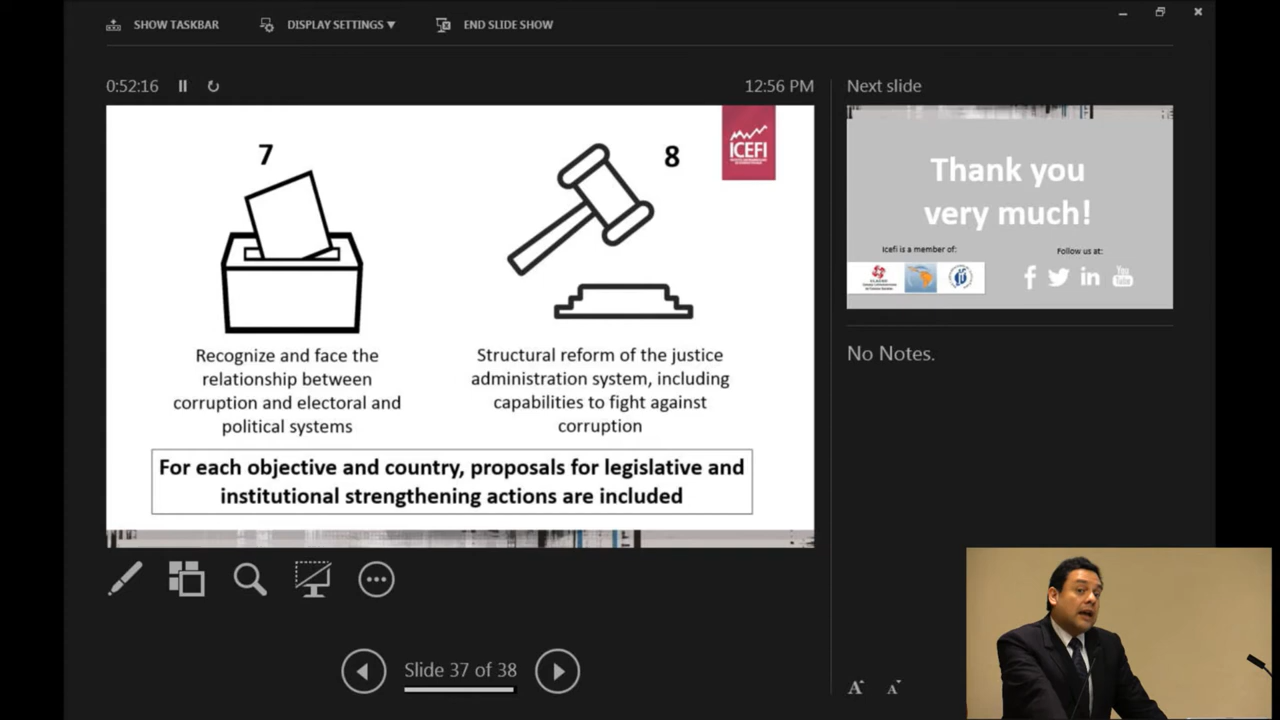 SHOW TASKBAR
DISPLAY SETTINGS ▼
END SLIDE SHOW
0:52:16
12:56 PM
7
8
ICEFI
Recognize and face the
relationship between
corruption and electoral and
political systems
Structural reform of the justice
administration system, including
capabilities to fight against
corruption
For each objective and country, proposals for legislative and
institutional strengthening actions are included
Slide 37 of 38
Next slide
Thank you
very much!
Icefi is a member of:
Follow us at:
You
Tube
No Notes.
A
A